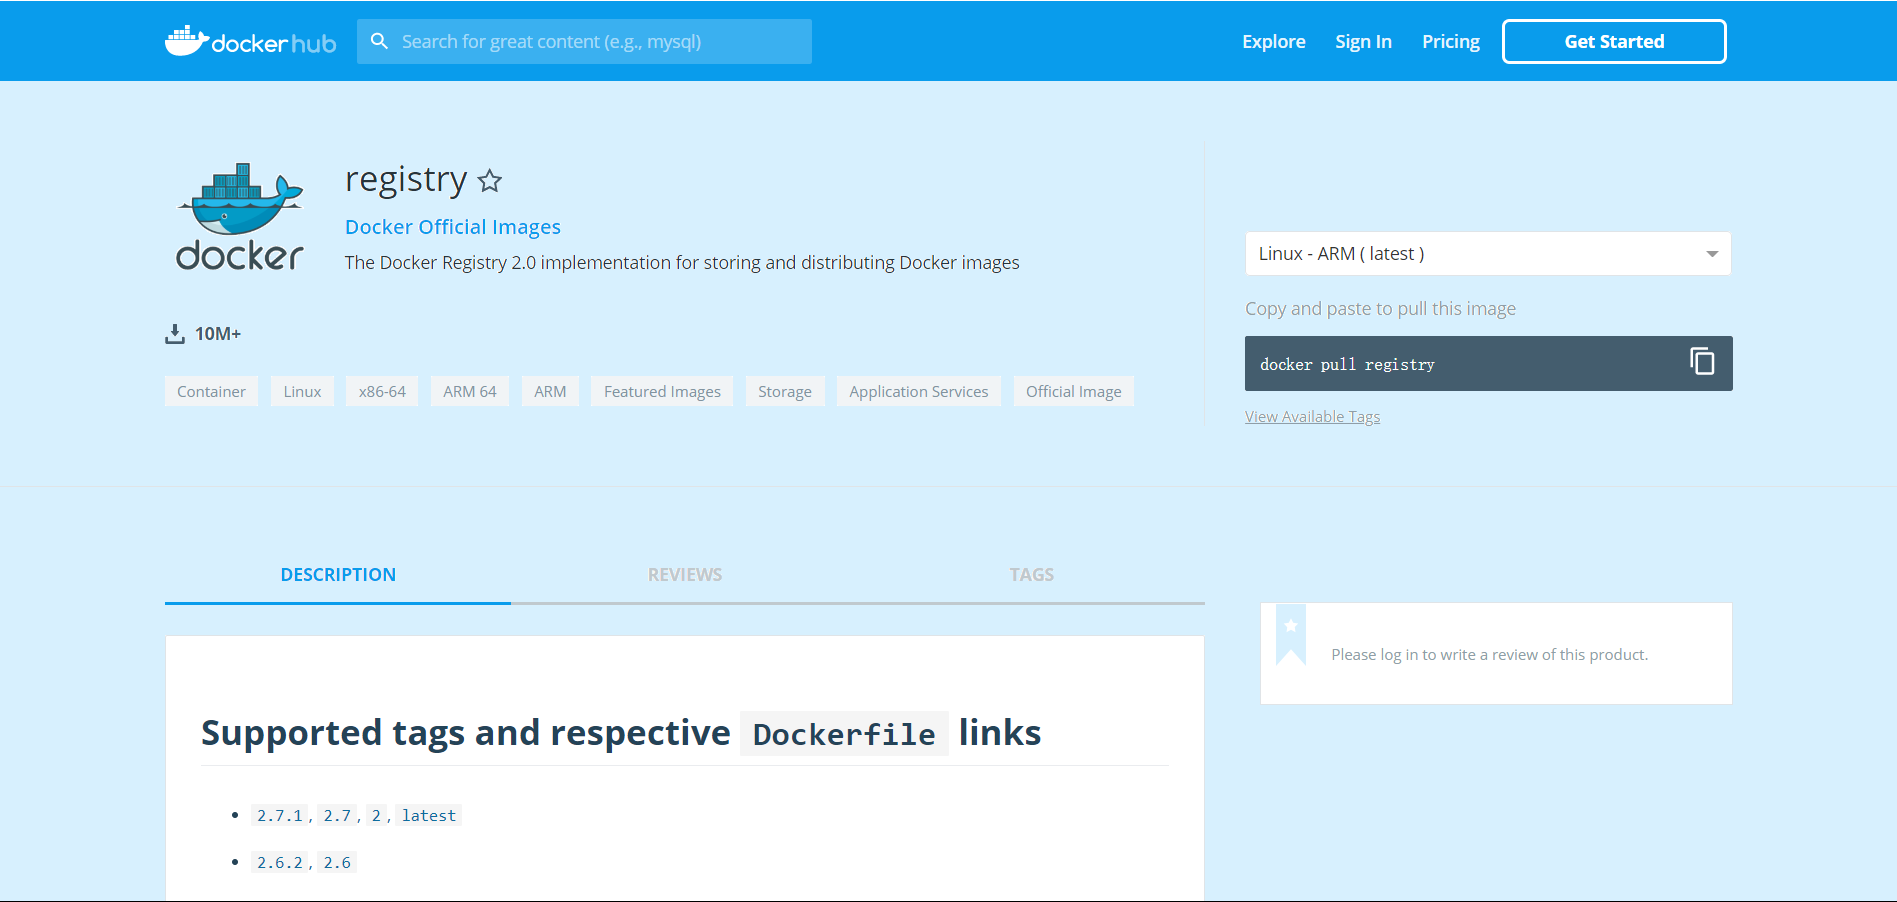 docker hub
Search for great content (e.g., mysql)
Explore
Sign In
Pricing
Get Started
docker
registry
Docker Official Images
The Docker Registry 2.0 implementation for storing and distributing Docker images
10M+
Container Linux x86-64 ARM 64 ARM Featured Images Storage Application Services Official Image
Linux - ARM ( latest )
Copy and paste to pull this image
docker pull registry
View Available Tags
DESCRIPTION REVIEWS TAGS
Supported tags and respective Dockerfile links
2.7.1, 2.7, 2, latest
2.6.2, 2.6
Please log in to write a review of this product.